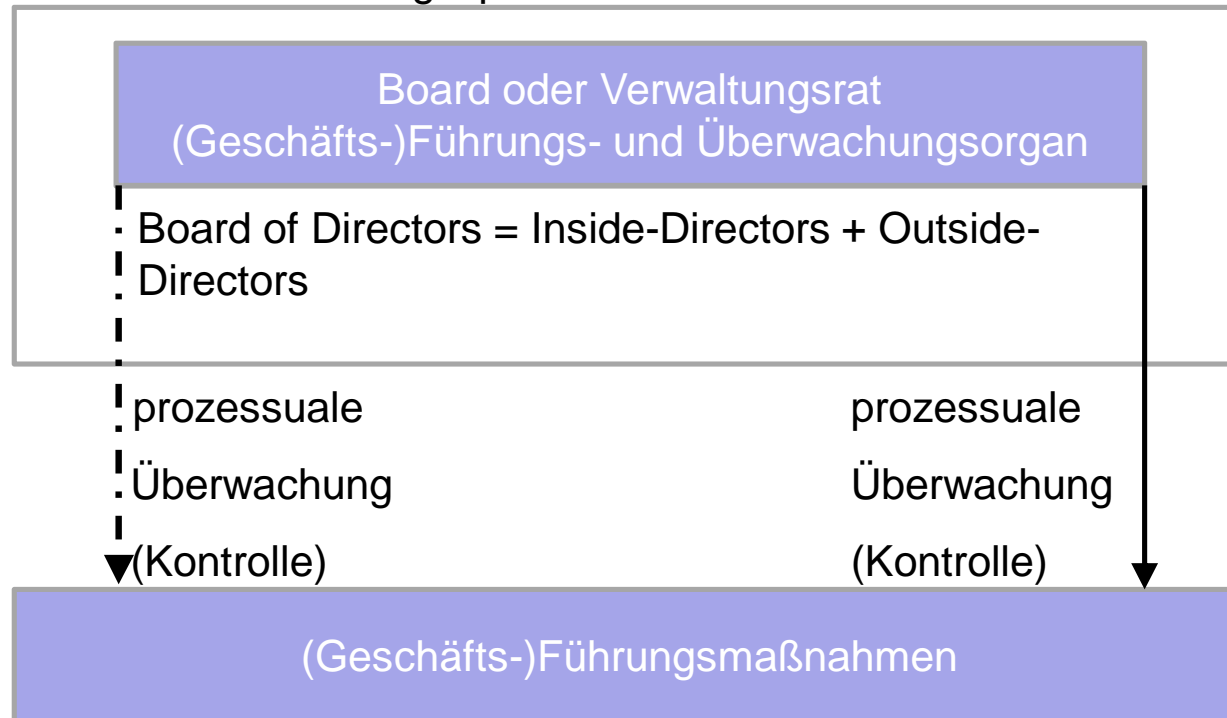 Board oder Verwaltungsrat
(Geschäfts-)Führungs- und Überwachungsorgan
Board of Directors = Inside-Directors + Outside-
Directors
prozessuale
Überwachung
(Kontrolle)
prozessuale
Überwachung
(Kontrolle)
(Geschäfts-)Führungsmaßnahmen